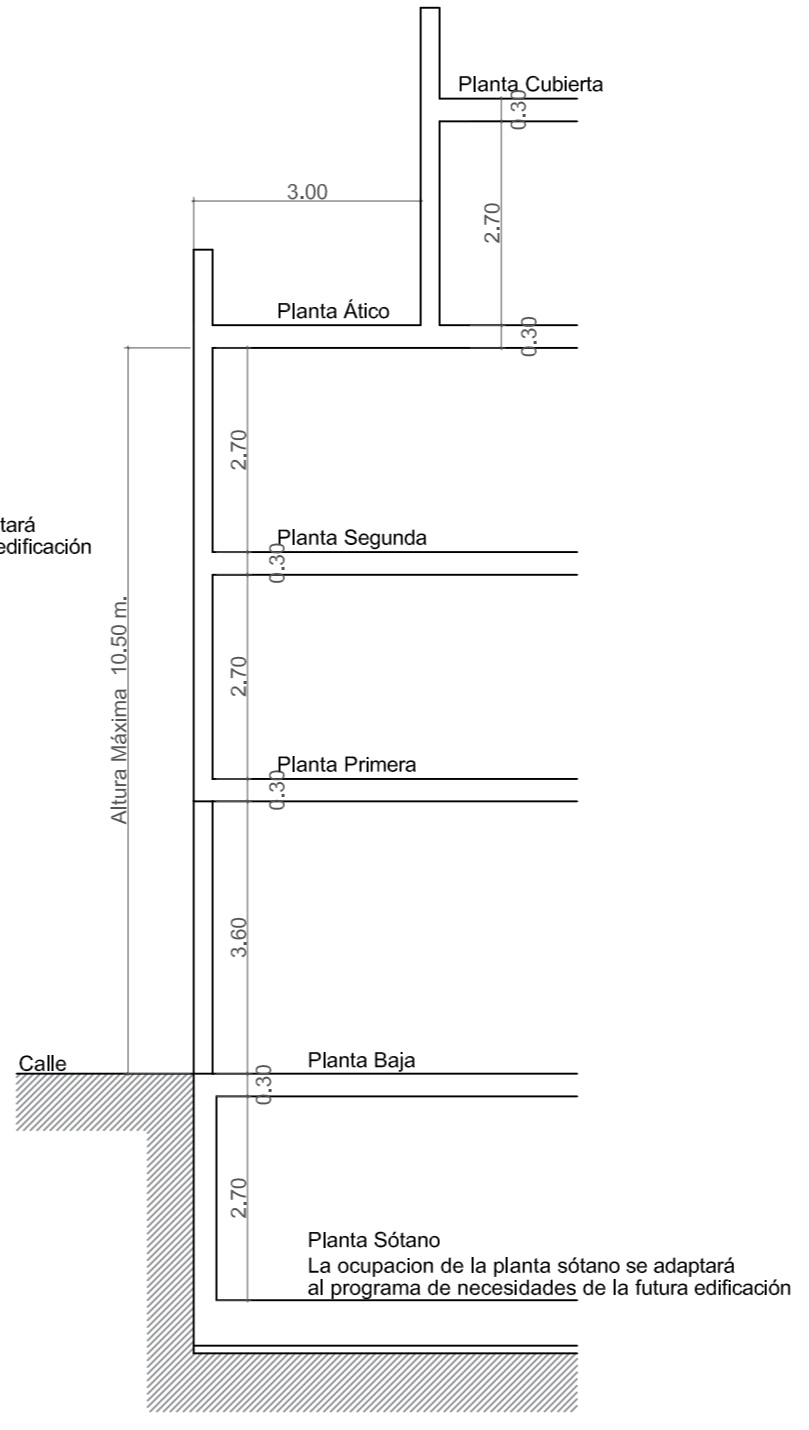 Planta Cubierta
0.30
3.00
2.70
Planta Ático
0.30
2.70
tará
edificación
Planta Segunda
0.30
Altura Máxima 10.50 m.
2.70
Planta Primera
0.30
3.60
Calle
Planta Baja
0.30
2.70
Planta Sótano
La ocupacion de la planta sótano se adaptará
al programa de necesidades de la futura edificación